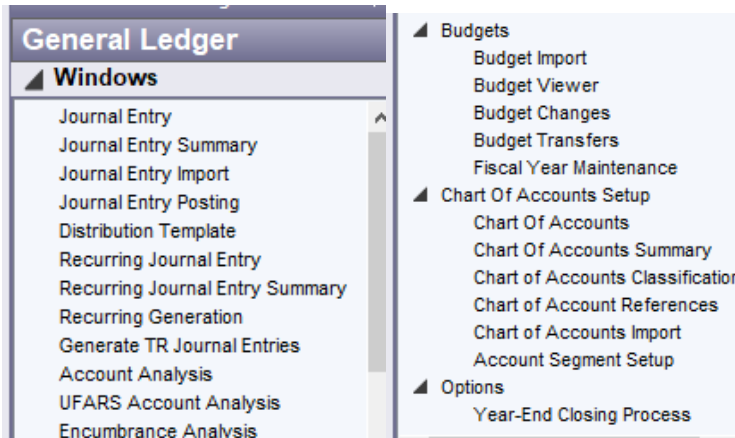 General Ledger
Windows
Journal Entry
Journal Entry Summary
Journal Entry Import
Journal Entry Posting
Distribution Template
Recurring Journal Entry
Recurring Journal Entry Summary
Recurring Generation
Generate TR Journal Entries
Account Analysis
UFARS Account Analysis
Encumbrance Analysis
Budgets
Budget Import
Budget Viewer
Budget Changes
Budget Transfers
Fiscal Year Maintenance
Chart Of Accounts Setup
Chart Of Accounts
Chart Of Accounts Summary
Chart of Accounts Classification
Chart of Account References
Chart of Accounts Import
Account Segment Setup
Options
Year-End Closing Process